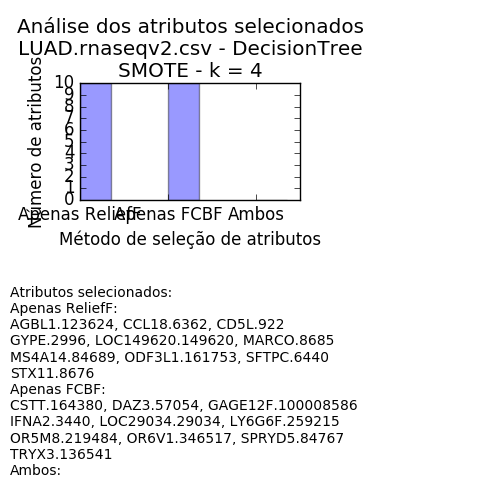 Análise dos atributos selecionados
LUAD.rnaseqv2.csv - DecisionTree
SMOTE - k = 4
Número de atributos
10
9
8
7
6
5
4
3
2
1
0
Apenas ReliefF
Apenas FCBF
Ambos
Método de seleção de atributos
Atributos selecionados:
Apenas ReliefF:
AGBL1.123624, CCL18.6362, CD5L.922
GYPE.2996, LOC149620.149620, MARCO.8685
MS4A14.84689, ODF3L1.161753, SFTPC.6440
STX11.8676
Apenas FCBF:
CSTT.164380, DAZ3.57054, GAGE12F.100008586
IFNA2.3440, LOC29034.29034, LY6G6F.259215
OR5M8.219484, OR6V1.346517, SPRYD5.84767
TRYX3.136541
Ambos: